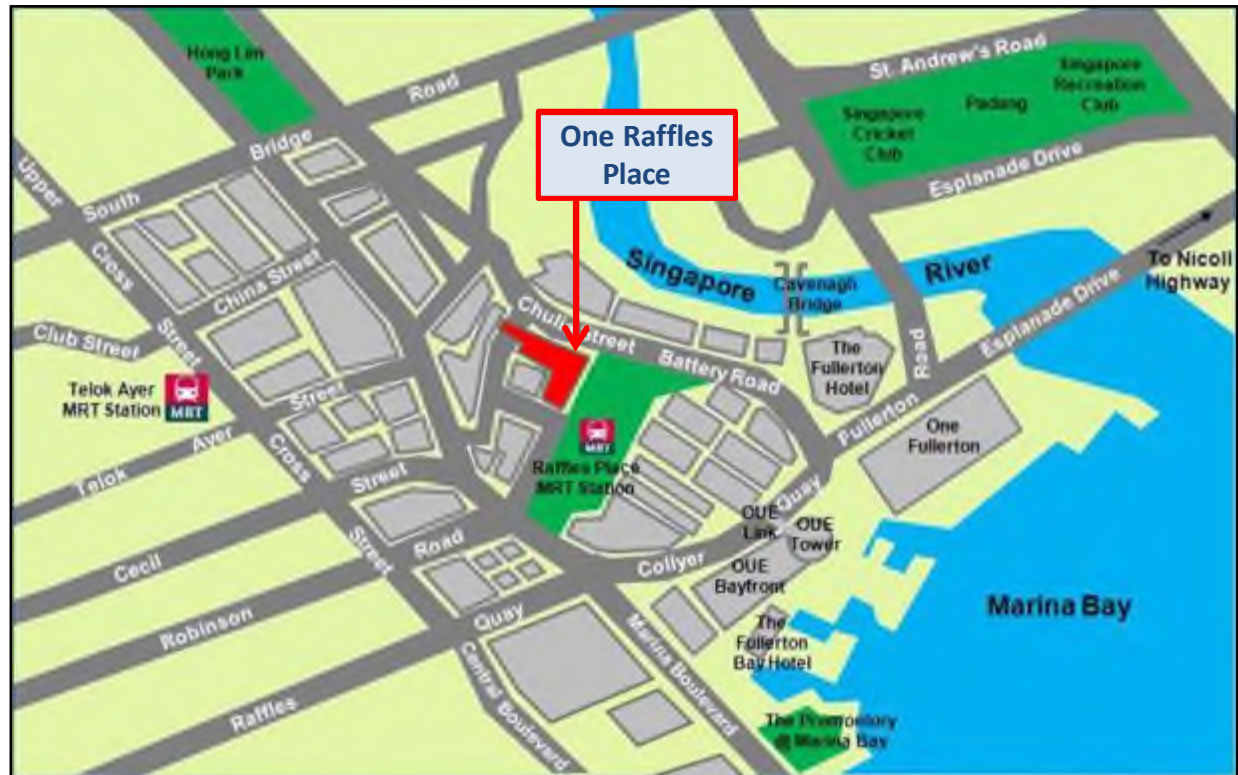 Hong Lim
Park
Road
St. Andrew's Road
Singapore
Recreation
Club
Padang
Singapore
Cricket
Club
One Raffles
Place
Bridge
Esplanade Drive
Upper
South
Cross
Singapore
River
To Nicoll
Highway
Cavenagh
Bridge
China Street
Esplanade Drive
Street
Club Street
Chulia Street
Battery Road
The
Fullerton
Hotel
Road
Telok Ayer
MRT Station
MRT
Street
Fullerton
One
Fullerton
Telok Ayer
Cross
MRT
Raffles Place
MRT Station
Street
Quay
OUE
Link
OUE
Tower
Cecil
Street
Road
Collyer
OUE
Bayfront
Marina Bay
Robinson
Quay
The
Fullerton
Bay Hotel
Marina Boulevard
Central Boulevard
Raffles
The Promontory
@ Marina Bay